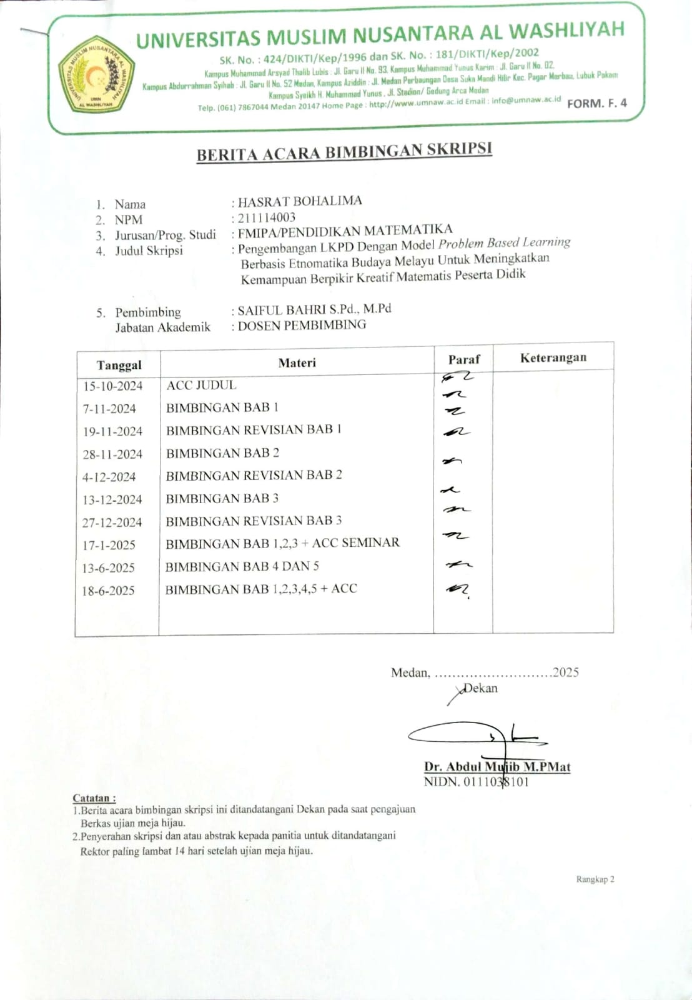 UNIVERSITAS MUSLIM NUSANTARA AL WASHLIYAH
SK. No. : 424/DIKTI/Kep/1996 dan SK. No. : 181/DIKTI/Kep/2002
Kampus Muhammad Arsyad Thalib Lubis : Jl. Garu II No. 93, Kampus Muhammad Yunus Karim : Jl. Garu II No. 02,
Kampus Abdurrahman Syihab : Jl. Garu II No. 52 Medan, Kampus Aziddin : Jl. Medan Perbaungan Desa Suka Mandi Hilir Kec. Pagar Merbau, Lubuk Pakam
Kampus Syeikh H. Muhammad Yunus , Jl. Stadion/ Gedung Arca Medan
Telp. (061) 7867044 Medan 20147 Home Page : http://www.umnaw.ac.id Email : info@umnaw.ac.id
FORM. F. 4
UNIVERSITAS MUSLIM NUSANTARA AL WASHLIYAH
UMN
AL WASHLIYAH
BERITA ACARA BIMBINGAN SKRIPSI
1. Nama : HASRAT BOHALIMA
2. NPM : 211114003
3. Jurusan/Prog. Studi : FMIPA/PENDIDIKAN MATEMATIKA
4. Judul Skripsi : Pengembangan LKPD Dengan Model Problem Based Learning
Berbasis Etnomatika Budaya Melayu Untuk Meningkatkan
Kemampuan Berpikir Kreatif Matematis Peserta Didik
5. Pembimbing : SAIFUL BAHRI S.Pd., M.Pd
Jabatan Akademik : DOSEN PEMBIMBING
Tanggal Materi Paraf Keterangan
15-10-2024 ACC JUDUL
7-11-2024 BIMBINGAN BAB 1
19-11-2024 BIMBINGAN REVISIAN BAB 1
28-11-2024 BIMBINGAN BAB 2
4-12-2024 BIMBINGAN REVISIAN BAB 2
13-12-2024 BIMBINGAN BAB 3
27-12-2024 BIMBINGAN REVISIAN BAB 3
17-1-2025 BIMBINGAN BAB 1,2,3 + ACC SEMINAR
13-6-2025 BIMBINGAN BAB 4 DAN 5
18-6-2025 BIMBINGAN BAB 1,2,3,4,5 + ACC
Medan, ...........................2025
Dekan
Dr. Abdul Mujib M.PMat
NIDN. 0111038101
Catatan :
1.Berita acara bimbingan skripsi ini ditandatangani Dekan pada saat pengajuan
Berkas ujian meja hijau.
2.Penyerahan skripsi dan atau abstrak kepada panitia untuk ditandatangani
Rektor paling lambat 14 hari setelah ujian meja hijau.
Rangkap 2